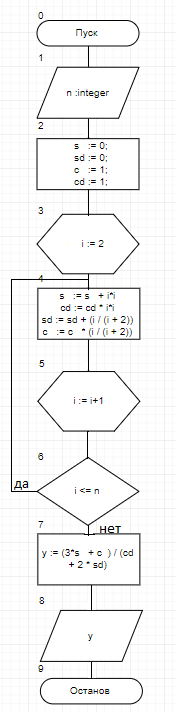 0
Пуск
1
n :integer
2
s := 0;
sd := 0;
c := 1;
cd := 1;
3
i := 2
4
s := s + i*i
cd := cd * i*i
sd := sd + (i / (i + 2))
c := c * (i / (i + 2))
5
i := i+1
6
i <= n
да
нет
7
y := (3*s + c ) / (cd
+ 2 * sd)
8
y
9
Останов